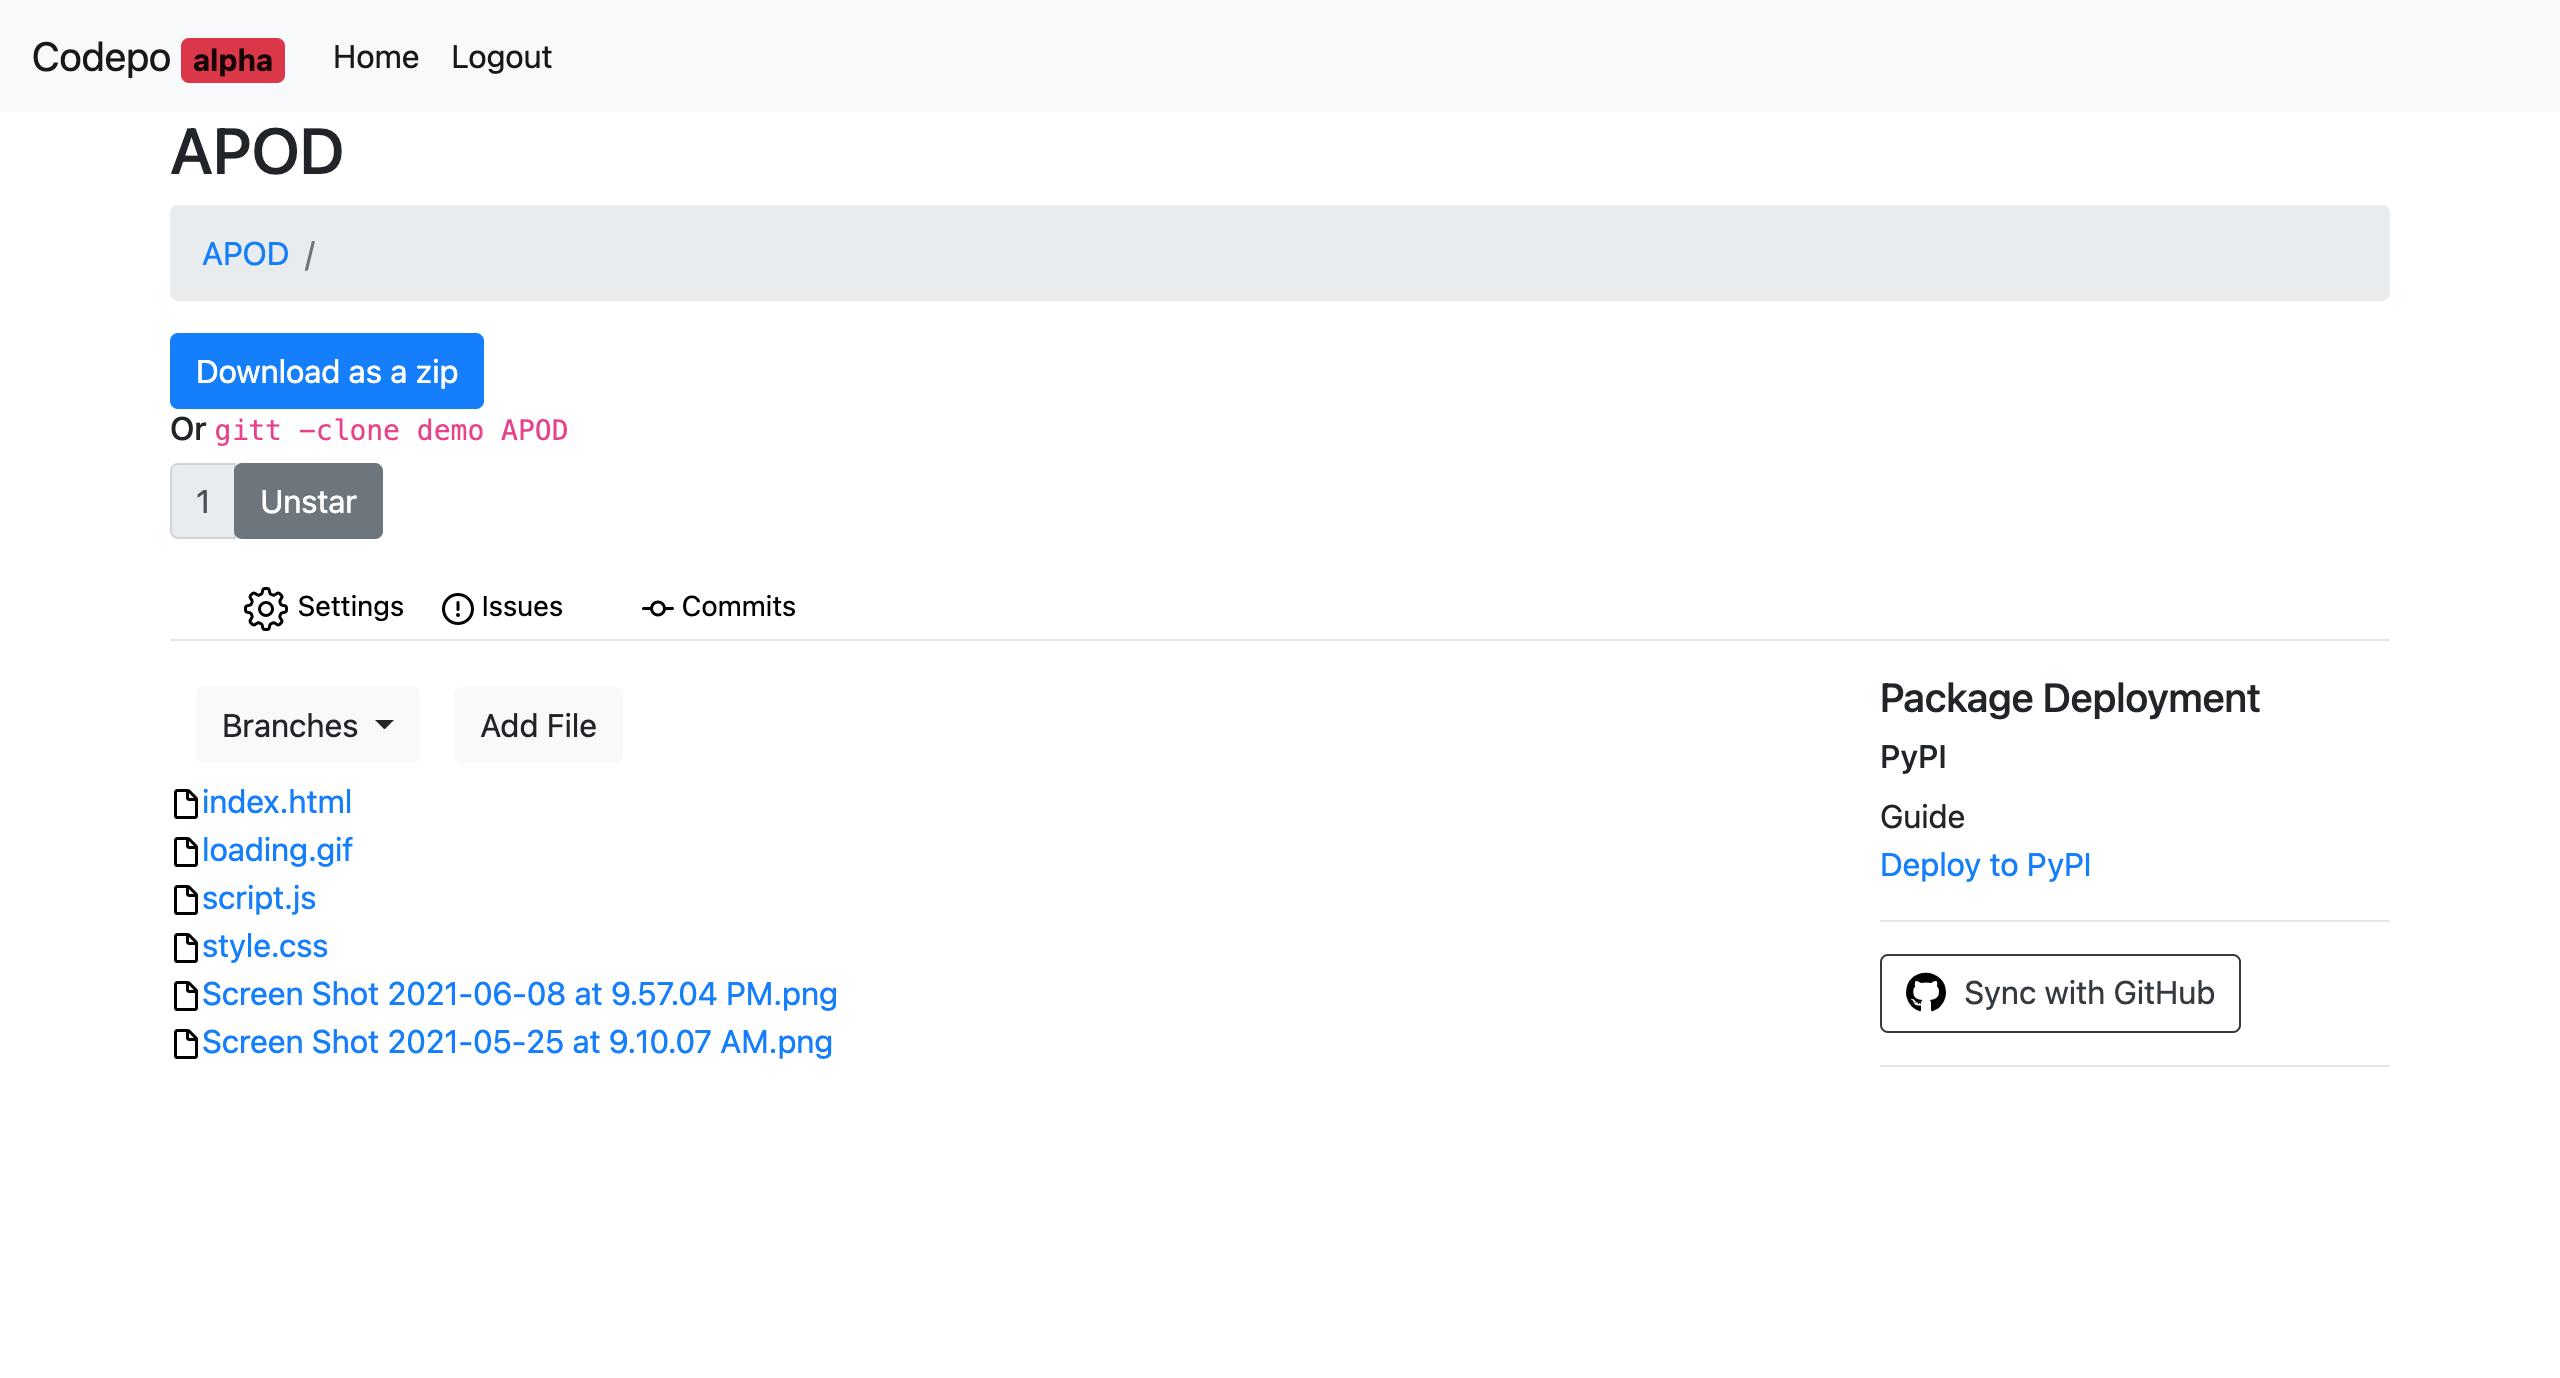 Codepo alpha Home Logout
APOD
APOD /
Download as a zip
Or gitt -clone demo APOD
1 Unstar
Settings Issues Commits
Branches Add File
index.html
loading.gif
script.js
style.css
Screen Shot 2021-06-08 at 9.57.04 PM.png
Screen Shot 2021-05-25 at 9.10.07 AM.png
Package Deployment
PyPI
Guide
Deploy to PyPI
Sync with GitHub